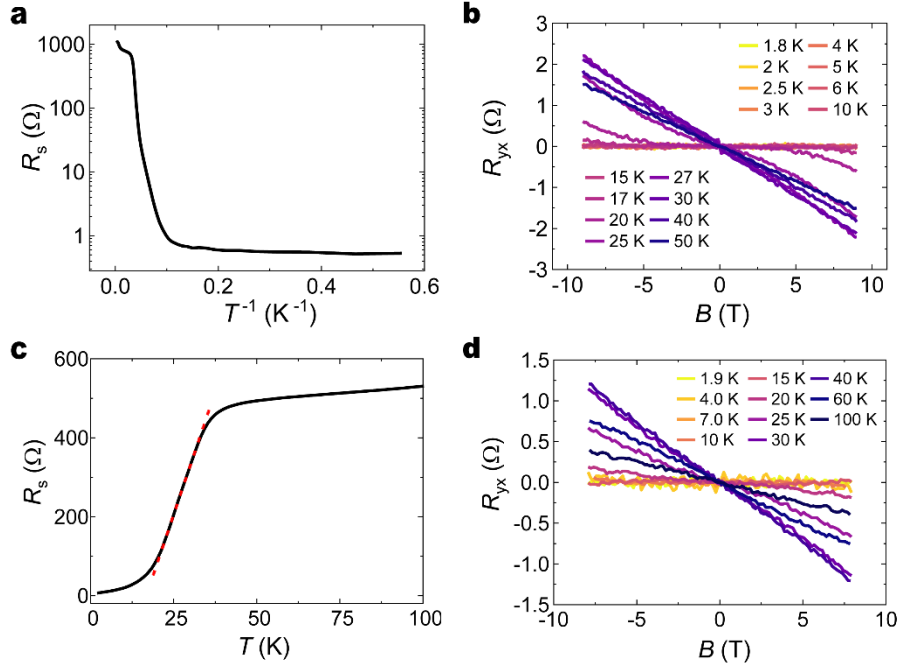 a
1000
100
10
1
R_s (Ω)
0.0 0.2 0.4 0.6
T⁻¹ (K⁻¹)
b
3
2
1
0
-1
-2
-3
R_yx (Ω)
1.8 K 4 K
2 K 5 K
2.5 K 6 K
3 K 10 K
15 K 27 K
17 K 30 K
20 K 40 K
25 K 50 K
-10 -5 0 5 10
B (T)
c
600
400
200
0
R_s (Ω)
0 25 50 75 100
T (K)
d
1.5
1.0
0.5
0.0
-0.5
-1.0
-1.5
R_yx (Ω)
1.9 K 15 K 40 K
4.0 K 20 K 60 K
7.0 K 25 K 100 K
10 K 30 K
-10 -5 0 5 10
B (T)